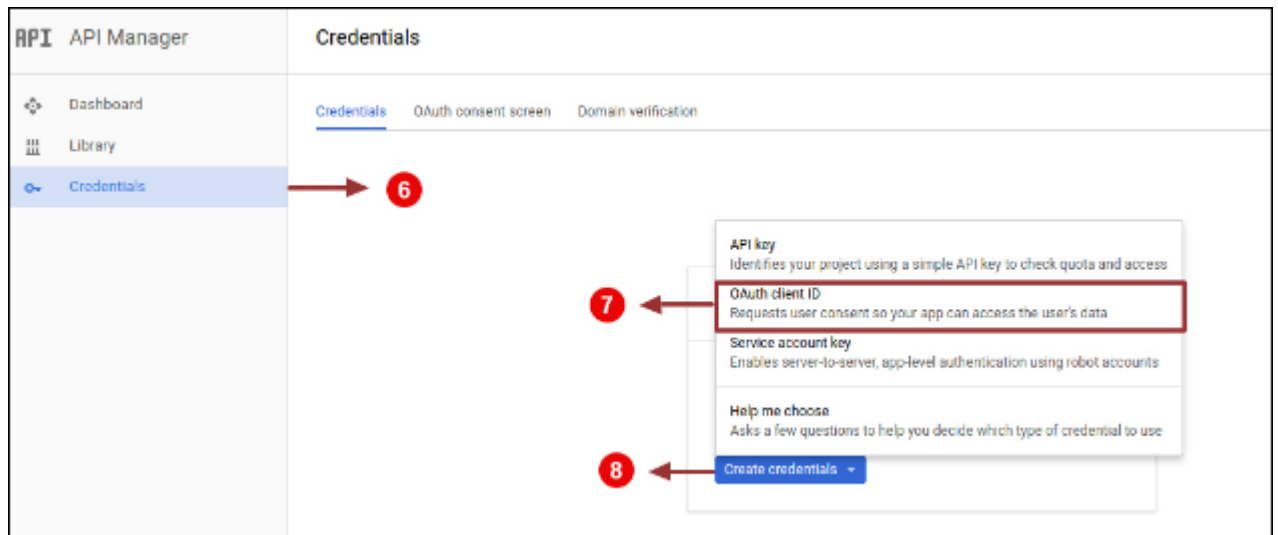 API API Manager
Credentials
Dashboard
Library
Credentials
Credentials OAuth consent screen Domain verification
6
API key
Identifies your project using a simple API key to check quota and access
7
OAuth client ID
Requests user consent so your app can access the user's data
Service account key
Enables server-to-server, app-level authentication using robot accounts
Help me choose
Asks a few questions to help you decide which type of credential to use
8
Create credentials